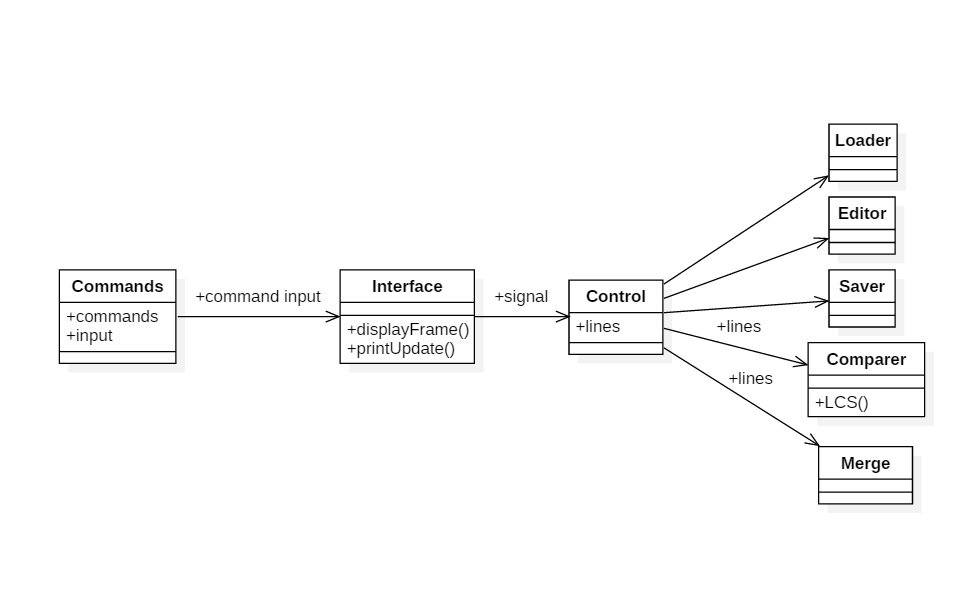 Commands
+commands
+input
+command input
Interface
+displayFrame()
+printUpdate()
+signal
Control
+lines
Loader
Editor
Saver
+lines
Comparer
+LCS()
+lines
Merge